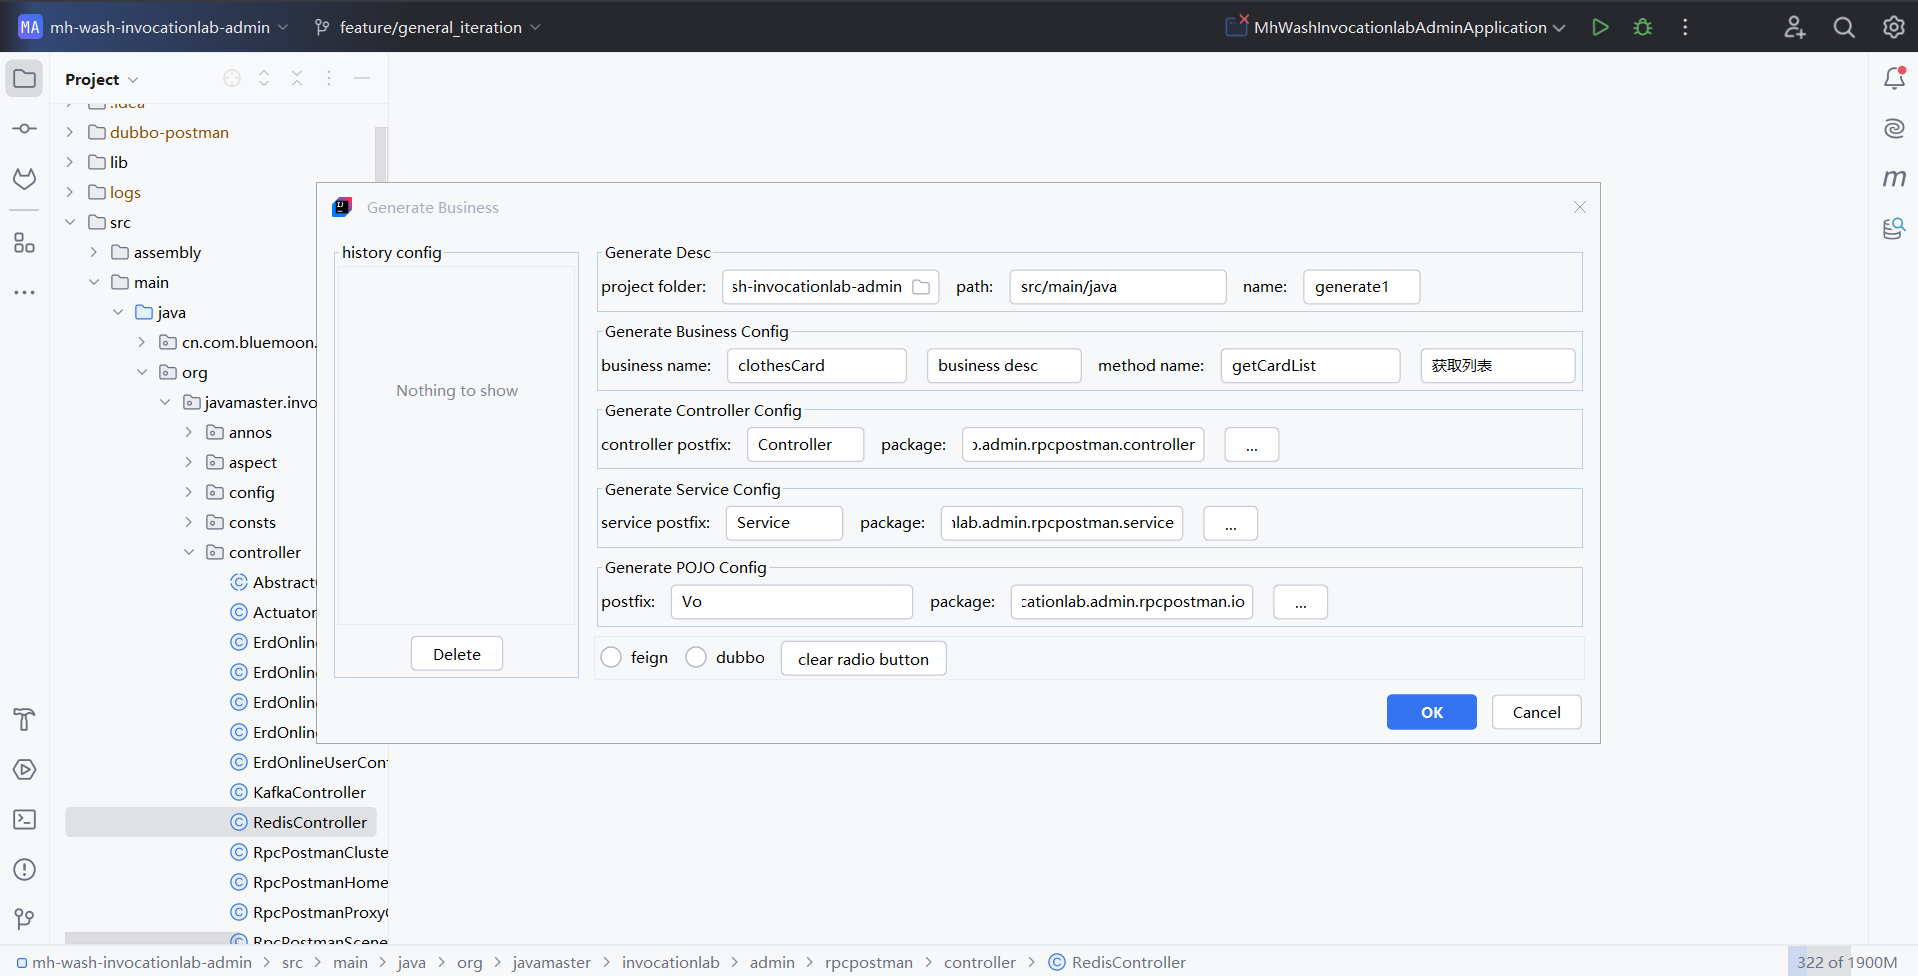 MA mh-wash-invocationlab-admin feature/general_iteration MhWashInvocationlabAdminApplication
Project
.idea
dubbo-postman
lib
logs
src
assembly
main
java
cn.com.bluemoon.
org
javamaster.invo
annos
aspect
config
consts
controller
Abstract
Actuator
ErdOnlin
ErdOnlin
ErdOnlin
ErdOnlin
ErdOnlineUserCon
KafkaController
RedisController
RpcPostmanCluste
RpcPostmanHome
RpcPostmanProxy
RpcPostmanScene
Generate Business
history config
Nothing to show
Delete
Generate Desc
project folder: sh-invocationlab-admin path: src/main/java name: generate1
Generate Business Config
business name: clothesCard business desc method name: getCardList 获取列表
Generate Controller Config
controller postfix: Controller package: .admin.rpcpostman.controller ...
Generate Service Config
service postfix: Service package: lab.admin.rpcpostman.service ...
Generate POJO Config
postfix: Vo package: cationlab.admin.rpcpostman.io ...
feign dubbo clear radio button
OK Cancel
m
mh-wash-invocationlab-admin > src > main > java > org > javamaster > invocationlab > admin > rpcpostman > controller > RedisController
322 of 1900M